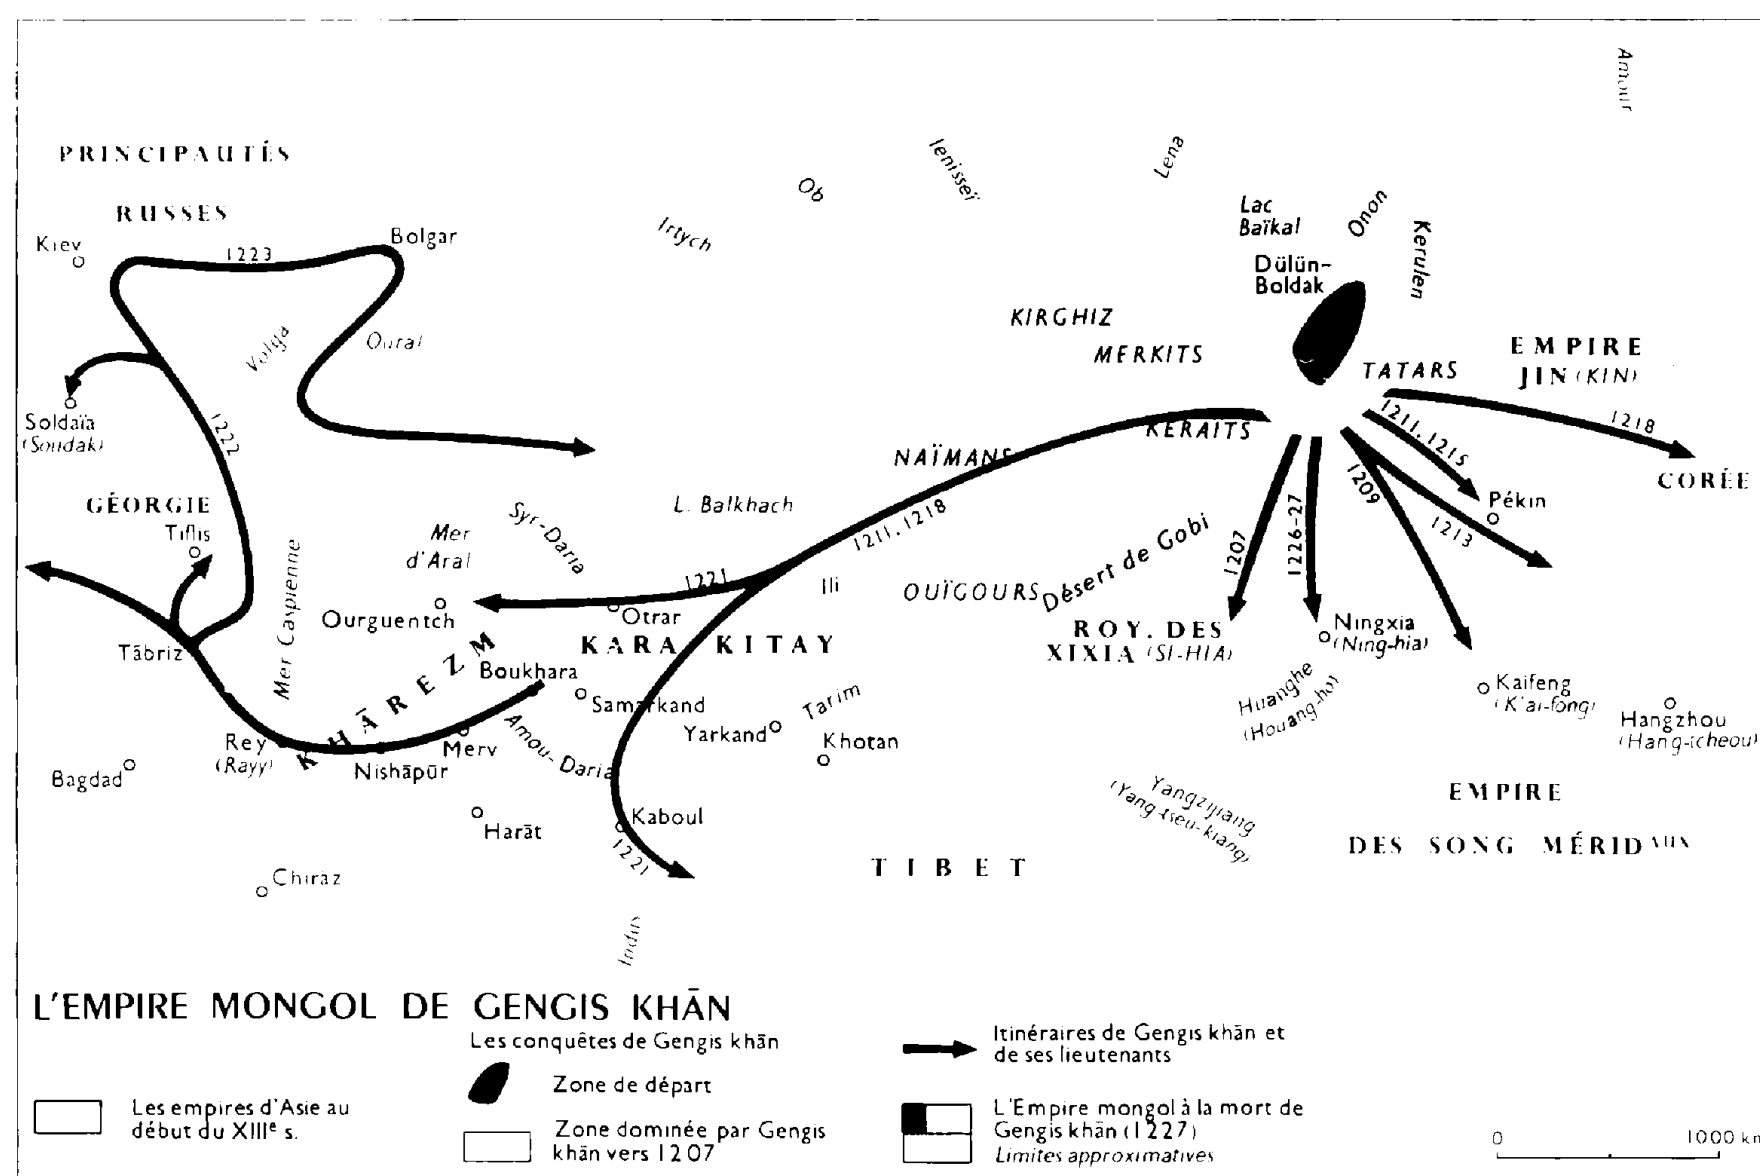 Amour
PRINCIPAUTÉS
RUSSES
Kiev
1223
Bolgar
Irtych
Ob
Ienisseï
Lena
Lac
Baïkal
Onon
Kerulen
Dülün-
Boldak
Volga
Oural
KIRGHIZ
MERKITS
TATARS
EMPIRE
JIN (KIN)
Soldaïa
(Soudak)
1222
KERAITS
NAÏMANS
1211, 1215
1218
CORÉE
GÉORGIE
Tiflis
Mer
d'Aral
Syr-Daria
L. Balkhach
1211, 1218
Désert de Gobi
1207
1226-27
1209
1213
Pékin
Mer Caspienne
Ourguentch
1221
Otrar
Ili
OUÏGOURS
Tābriz
KHĀREZM
KARA KITAY
ROY. DES
XIXIA (SI-HIA)
Ningxia
(Ning-hia)
Boukhara
Samarkand
Tarim
Yarkand
Khotan
Huanghe
(Houang-ho)
Kaifeng
(K'ai-fong)
Hangzhou
(Hang-tcheou)
Rey
(Rayy)
Nishāpūr
Merv
Amou-Daria
Bagdad
Harāt
Kaboul
1221
Yangzijiang
(Yang-tseu-kiang)
EMPIRE
DES SONG MÉRIDAUX
Chirāz
TIBET
Indus
L'EMPIRE MONGOL DE GENGIS KHĀN
Les conquêtes de Gengis khān
Zone de départ
Itinéraires de Gengis khān et
de ses lieutenants
Les empires d'Asie au
début du XIIIe s.
Zone dominée par Gengis
khān vers 1207
L'Empire mongol à la mort de
Gengis khān (1227)
Limites approximatives
0 1000 km